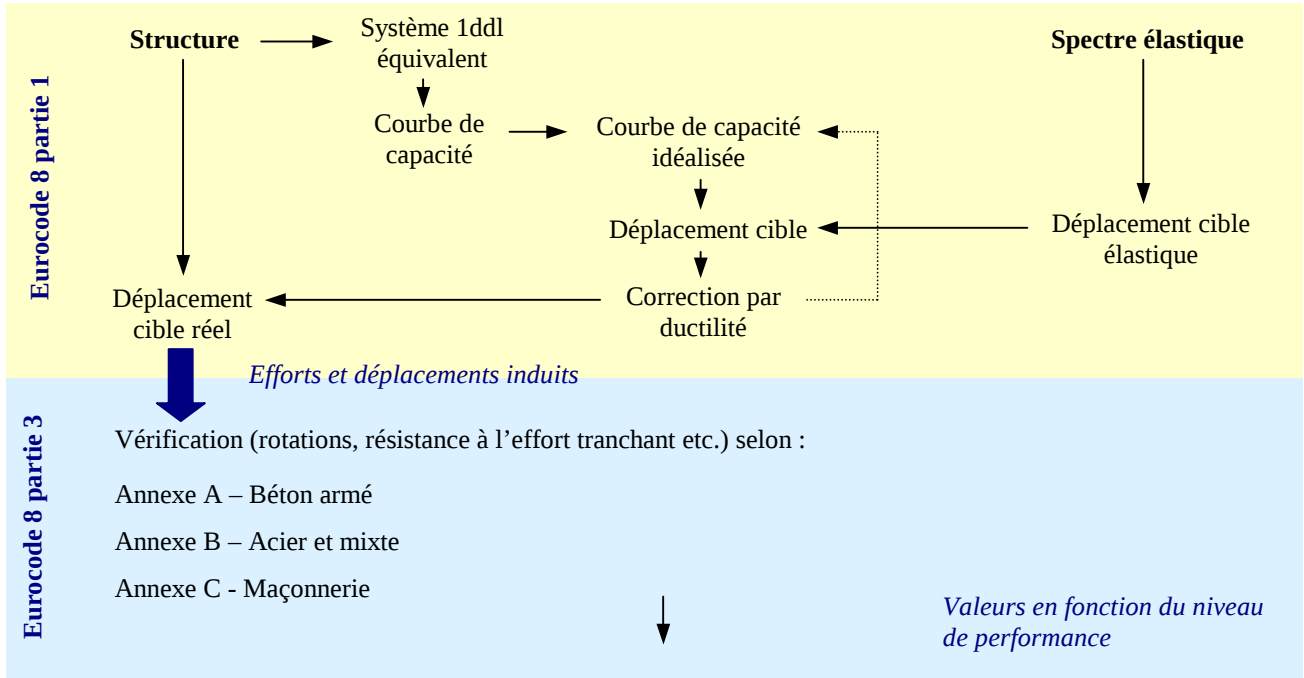 Eurocode 8 partie 1
Structure
Système 1ddl
équivalent
Spectre élastique
Courbe de
capacité
Courbe de capacité
idéalisée
Déplacement cible
Déplacement cible
élastique
Correction par
ductilité
Déplacement
cible réel
Efforts et déplacements induits
Eurocode 8 partie 3
Vérification (rotations, résistance à l’effort tranchant etc.) selon :
Annexe A – Béton armé
Annexe B – Acier et mixte
Annexe C - Maçonnerie
Valeurs en fonction du niveau
de performance